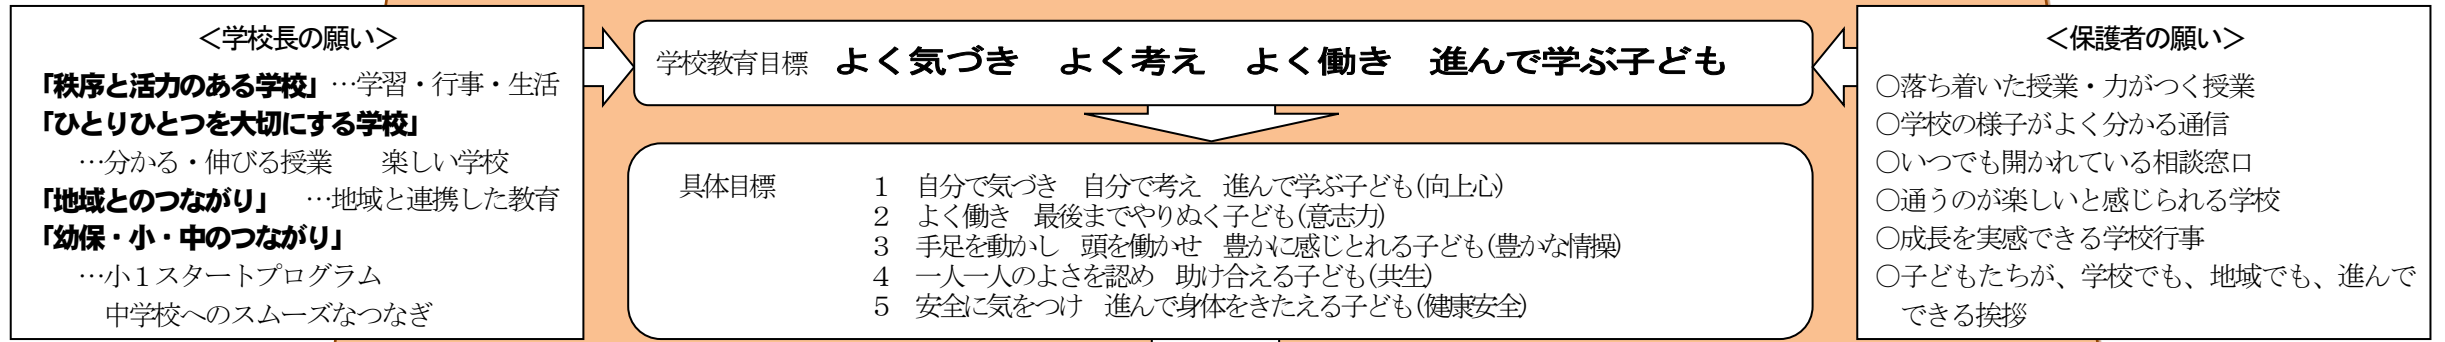 ＜学校長の願い＞
「秩序と活力のある学校」…学習・行事・生活
「ひとりひとつを大切にする学校」
…分かる・伸びる授業　　楽しい学校
「地域とのつながり」　…地域と連携した教育
「幼保・小・中のつながり」
…小１スタートプログラム
中学校へのスムーズなつなぎ
学校教育目標　よく気づき　よく考え　よく働き　進んで学ぶ子ども
具体目標　１　自分で気づき　自分で考え　進んで学ぶ子ども(向上心)
２　よく働き　最後までやりぬく子ども(意志力)
３　手足を動かし　頭を働かせ　豊かに感じとれる子ども(豊かな情操)
４　一人一人のよさを認め　助け合える子ども(共生)
５　安全に気をつけ　進んで身体をきたえる子ども(健康安全)
＜保護者の願い＞
○落ち着いた授業・力がつく授業
○学校の様子がよく分かる通信
○いつでも開かれている相談窓口
○通うのが楽しいと感じられる学校
○成長を実感できる学校行事
○子どもたちが、学校でも、地域でも、進んで
できる挨拶